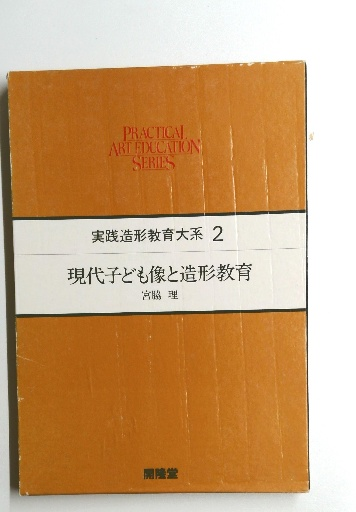 PRACTICAL
ART EDUCATION
SERIES
実践造形教育大系 2
現代子ども像と造形教育
宮脇 理
開隆堂